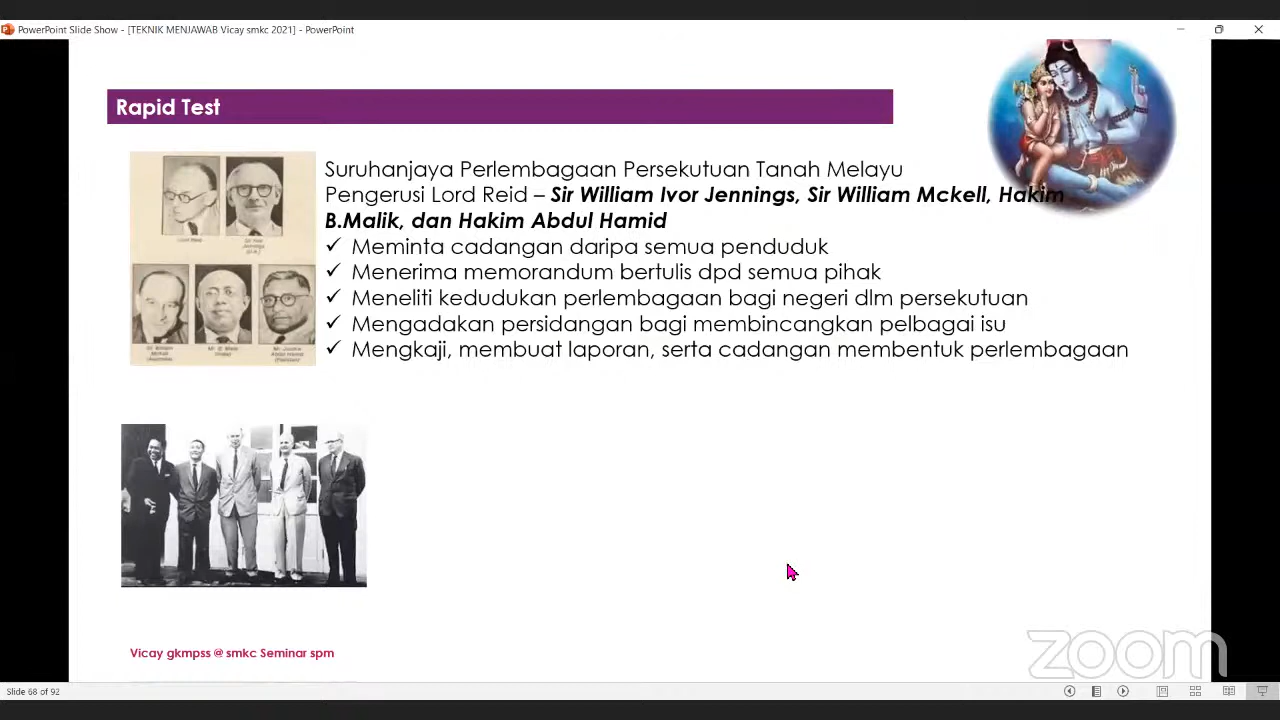 PowerPoint Slide Show - [TEKNIK MENJAWAB Vicay smkc 2021] - PowerPoint
Rapid Test
Suruhanjaya Perlembagaan Persekutuan Tanah Melayu
Pengerusi Lord Reid – Sir William Ivor Jennings, Sir William Mckell, Hakim
B.Malik, dan Hakim Abdul Hamid
✓ Meminta cadangan daripa semua penduduk
✓ Menerima memorandum bertulis dpd semua pihak
✓ Meneliti kedudukan perlembagaan bagi negeri dlm persekutuan
✓ Mengadakan persidangan bagi membincangkan pelbagai isu
✓ Mengkaji, membuat laporan, serta cadangan membentuk perlembagaan
Vicay gkmpss @ smkc Seminar spm
zoom
Slide 68 of 92